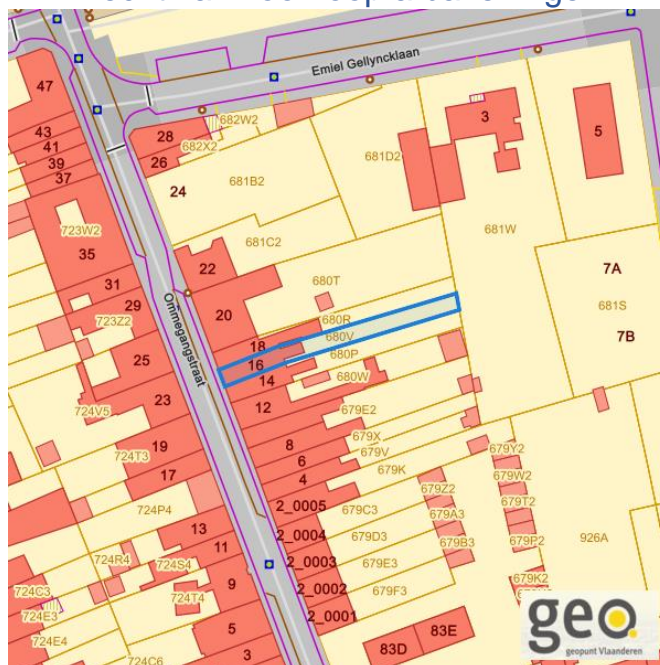 Emiel Gellyncklaan
47
43
41
39
37
28
26
682W2
682X2
24
681B2
681D2
3
5
723W2
35
681C2
681W
22
680T
7A
681S
7B
31
29
723Z2
20
Ommegangstraat
680R
680V
18
16
680P
14
680W
25
23
12
679E2
724V5
679X
8
679V
6
679K
19
724T3
17
4
2_0005
679C3
679Z2
679Y2
679W2
679T2
724P4
13
2_0004
679D3
679A3
679B3
679P2
926A
11
2_0003
679E3
724R4
724S4
9
2_0002
679F3
679K2
724C3
724E3
724T4
2_0001
724E4
5
83E
83D
3
724C6
geo
geopunt Vlaanderen